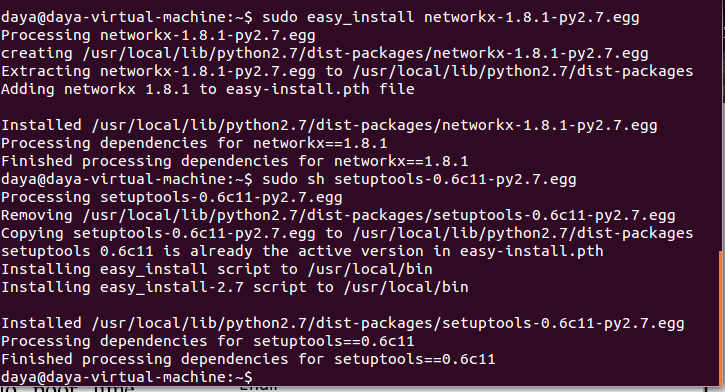 daya@daya-virtual-machine:~$ sudo easy_install networkx-1.8.1-py2.7.egg
Processing networkx-1.8.1-py2.7.egg
creating /usr/local/lib/python2.7/dist-packages/networkx-1.8.1-py2.7.egg
Extracting networkx-1.8.1-py2.7.egg to /usr/local/lib/python2.7/dist-packages
Adding networkx 1.8.1 to easy-install.pth file

Installed /usr/local/lib/python2.7/dist-packages/networkx-1.8.1-py2.7.egg
Processing dependencies for networkx==1.8.1
Finished processing dependencies for networkx==1.8.1
daya@daya-virtual-machine:~$ sudo sh setuptools-0.6c11-py2.7.egg
Processing setuptools-0.6c11-py2.7.egg
Removing /usr/local/lib/python2.7/dist-packages/setuptools-0.6c11-py2.7.egg
Copying setuptools-0.6c11-py2.7.egg to /usr/local/lib/python2.7/dist-packages
setuptools 0.6c11 is already the active version in easy-install.pth
Installing easy_install script to /usr/local/bin
Installing easy_install-2.7 script to /usr/local/bin

Installed /usr/local/lib/python2.7/dist-packages/setuptools-0.6c11-py2.7.egg
Processing dependencies for setuptools==0.6c11
Finished processing dependencies for setuptools==0.6c11
daya@daya-virtual-machine:~$